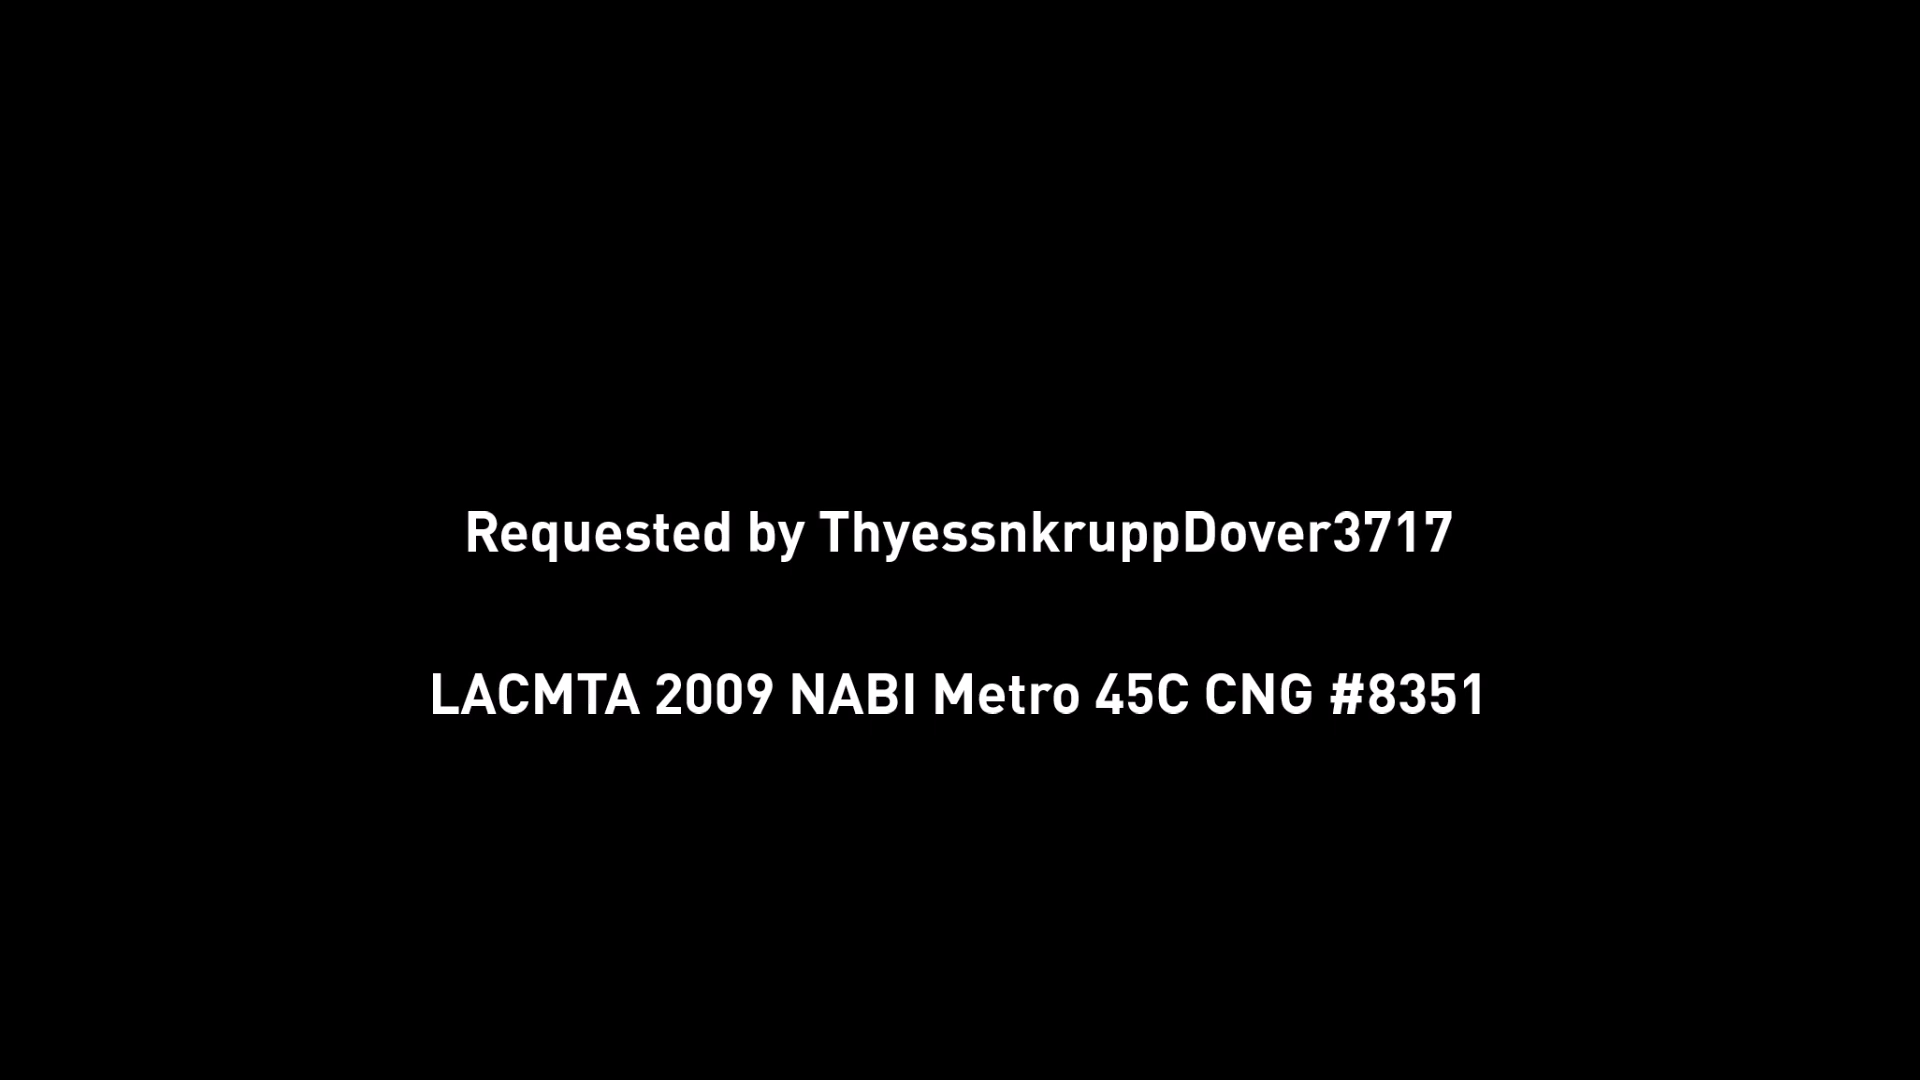 Requested by ThyessnkruppDover3717
LACMTA 2009 NABI Metro 45C CNG #8351